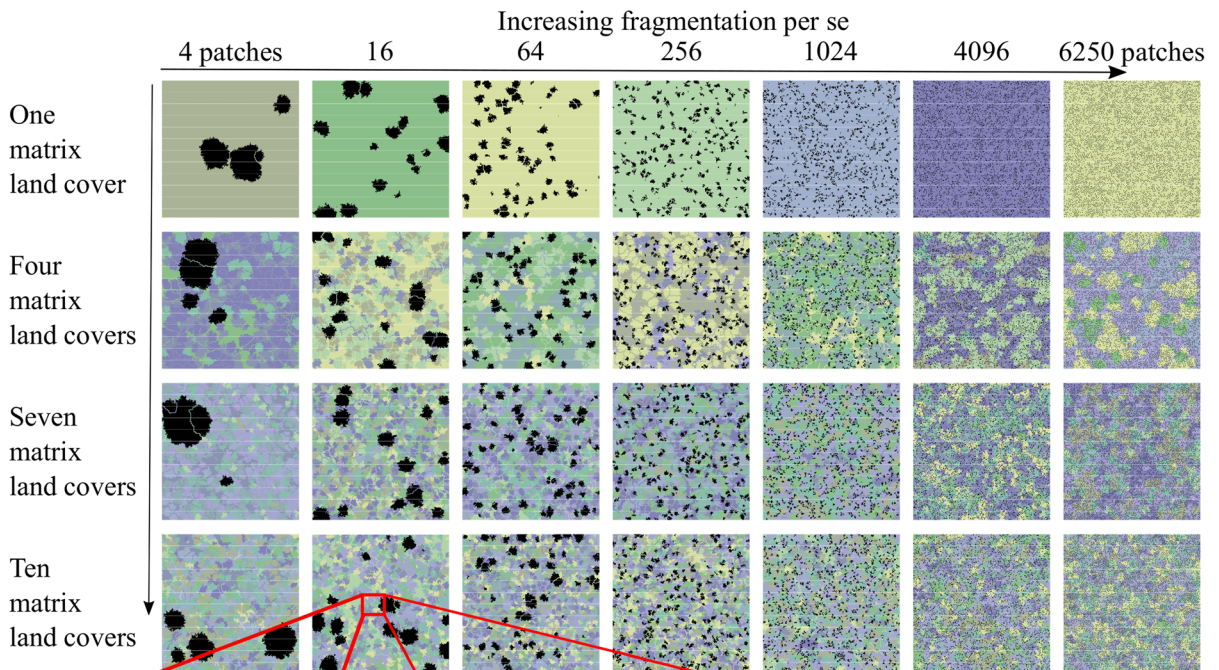 Increasing fragmentation per se
4 patches 16 64 256 1024 4096 6250 patches
One
matrix
land cover
Four
matrix
land covers
Seven
matrix
land covers
Ten
matrix
land covers